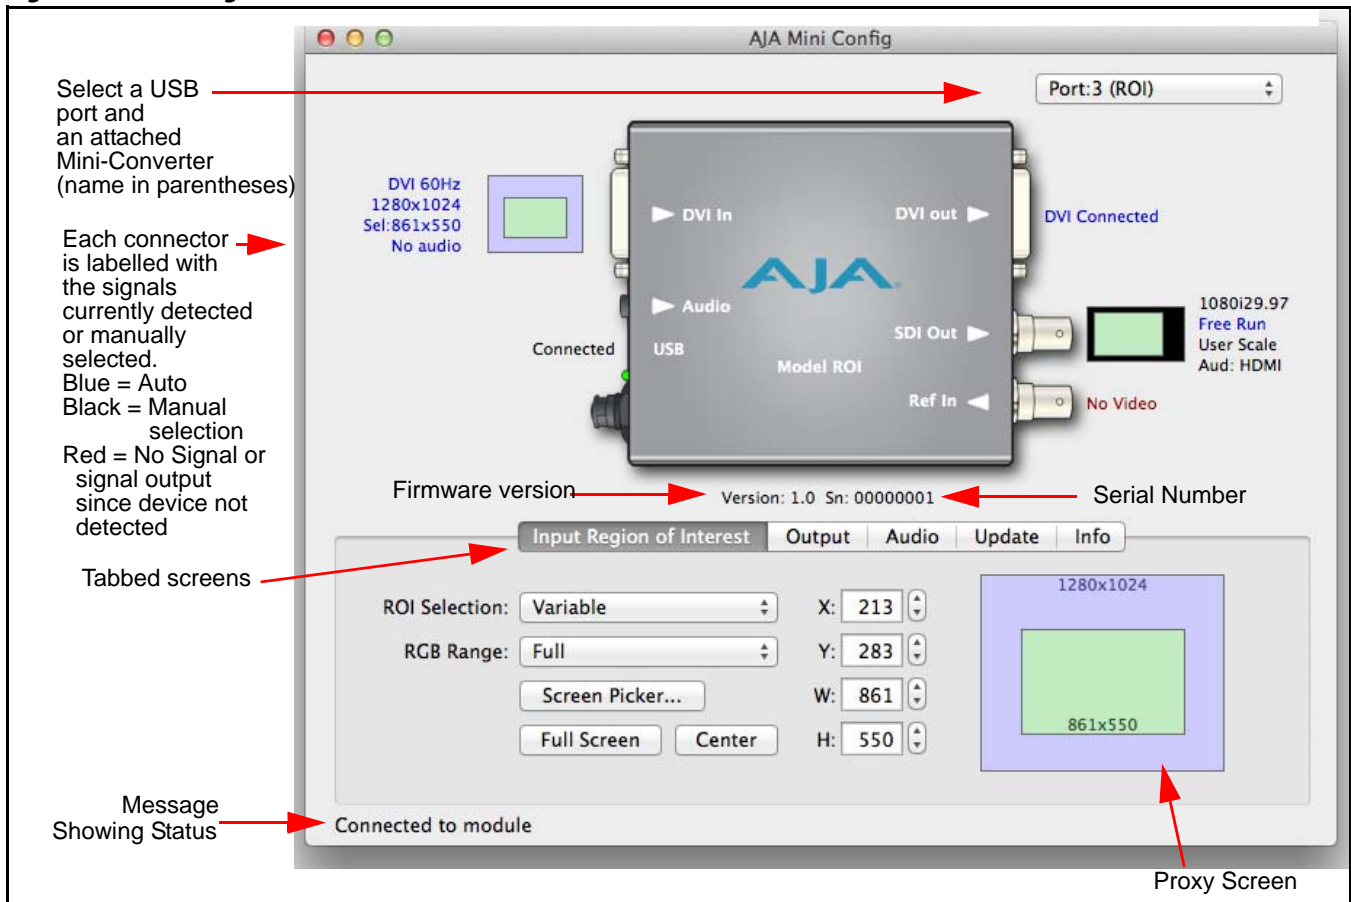 AJA Mini Config
Select a USB
port and
an attached
Mini-Converter
(name in parentheses)
Port:3 (ROI)
DVI 60Hz
1280x1024
Sel:861x550
No audio
DVI In
DVI out
DVI Connected
Each connector
is labelled with
the signals
currently detected
or manually
selected.
Blue = Auto
Black = Manual
selection
Red = No Signal or
signal output
since device not
detected
AJA
Audio
Connected
USB
SDI Out
Model ROI
Ref In
1080i29.97
Free Run
User Scale
Aud: HDMI
No Video
Firmware version
Version: 1.0 Sn: 00000001
Serial Number
Input Region of Interest
Output
Audio
Update
Info
Tabbed screens
ROI Selection: Variable
RGB Range: Full
Screen Picker...
Full Screen
Center
X: 213
Y: 283
W: 861
H: 550
1280x1024
861x550
Message
Showing Status
Connected to module
Proxy Screen